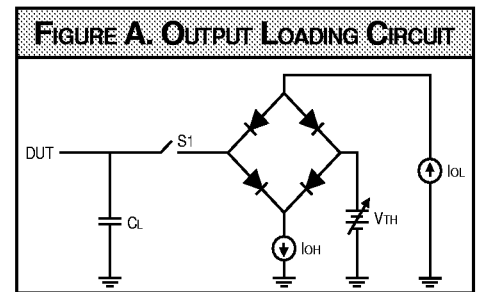 FIGURE A. OUTPUT LOADING CIRCUIT
DUT
S1
IOL
CL
VTH
IOH